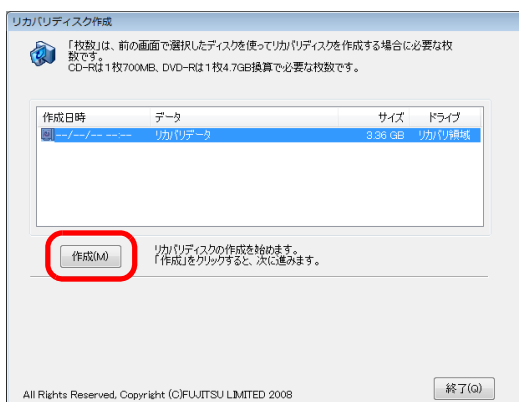 リカバリディスク作成
「枚数」は、前の画面で選択したディスクを使ってリカバリディスクを作成する場合に必要な枚
数です。
CD-Rは1枚700MB、DVD-Rは1枚4.7GB換算で必要な枚数です。
作成日時 データ サイズ ドライブ
--/--/-- --:-- リカバリデータ 3.36 GB リカバリ領域
作成(M)
リカバリディスクの作成を始めます。
「作成」をクリックすると、次に進みます。
All Rights Reserved, Copyright (C)FUJITSU LIMITED 2008
終了(Q)